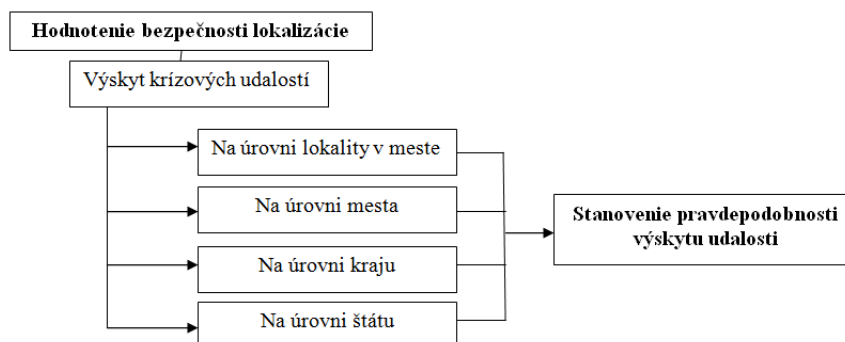 Hodnotenie bezpečnosti lokalizácie
Výskyt krízových udalostí
Na úrovni lokality v meste
Na úrovni mesta
Na úrovni kraju
Na úrovni štátu
Stanovenie pravdepodobnosti
výskytu udalosti